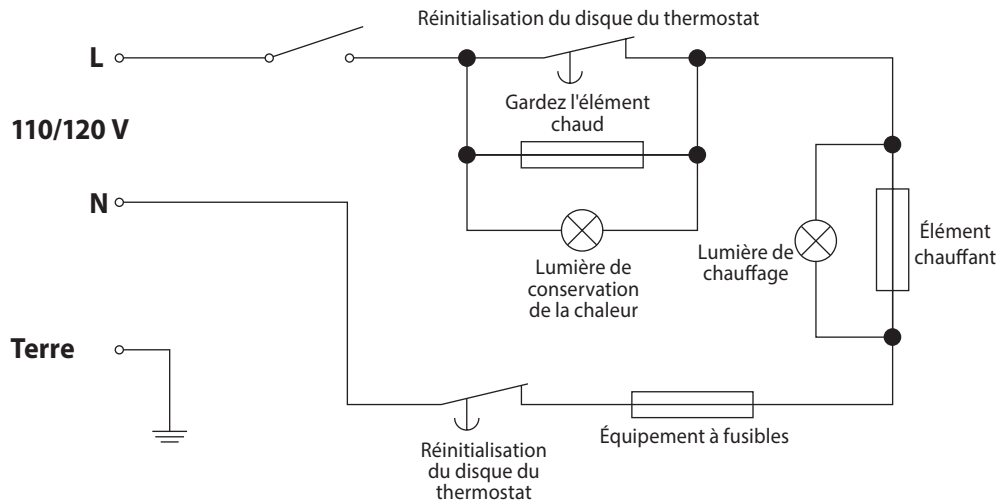 Réinitialisation du disque du thermostat
L
Gardez l'élément
chaud
110/120 V
N
Élément
chauffant
Lumière de
chauffage
Lumière de
conservation
de la chaleur
Terre
Équipement à fusibles
Réinitialisation
du disque du
thermostat